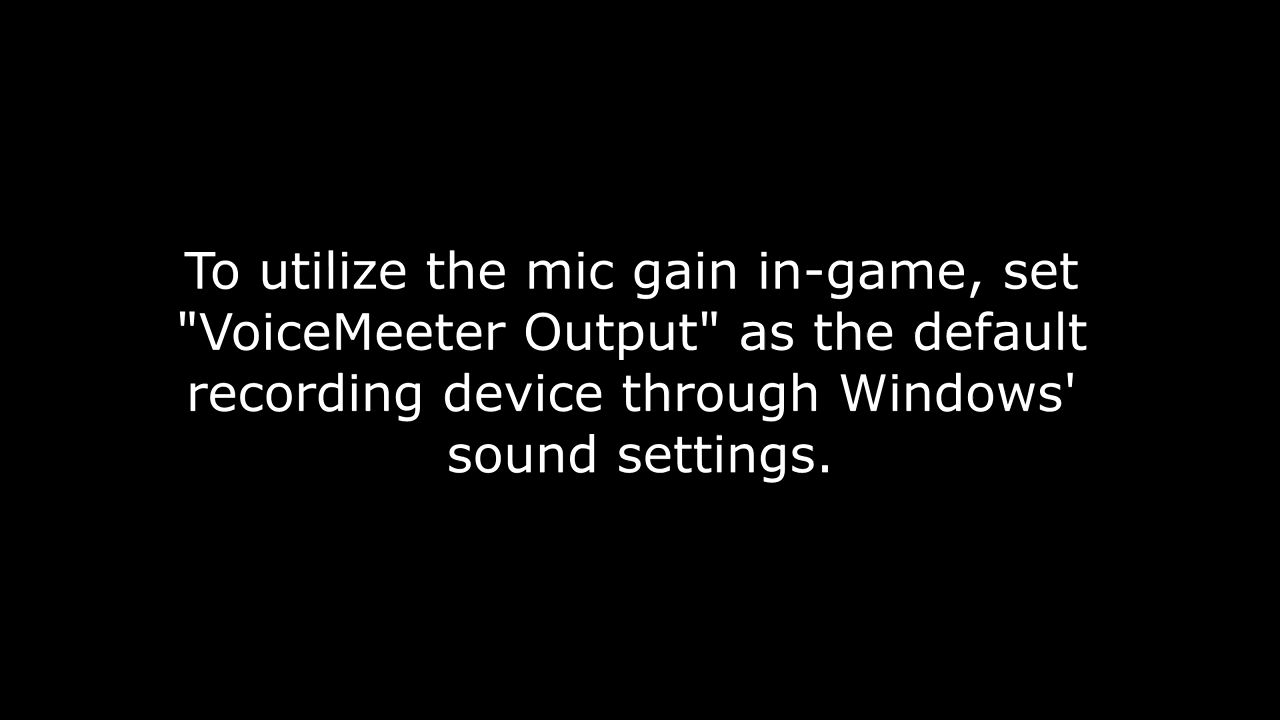 To utilize the mic gain in-game, set
"VoiceMeeter Output" as the default
recording device through Windows'
sound settings.